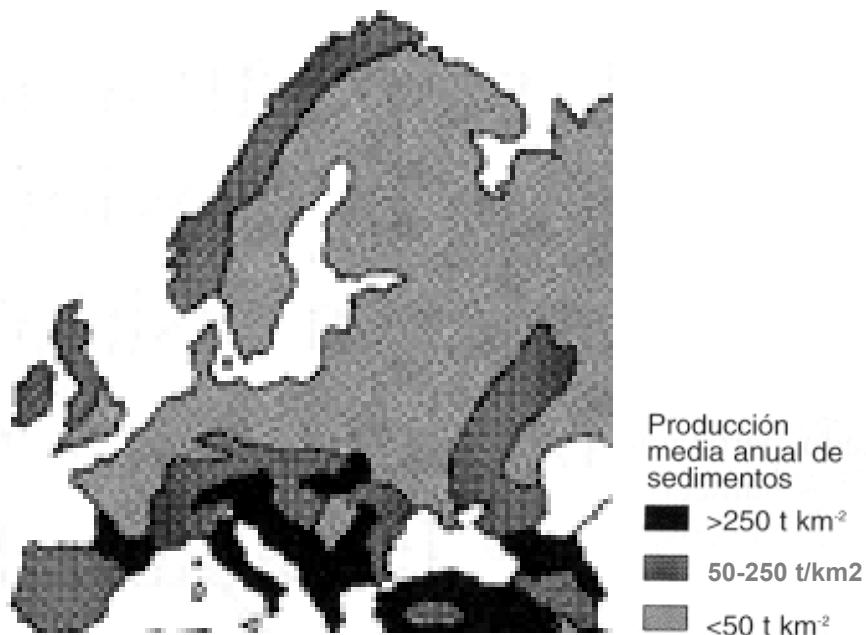 Producción
media anual de
sedimentos
>250 t km⁻²
50-250 t/km2
<50 t km⁻²